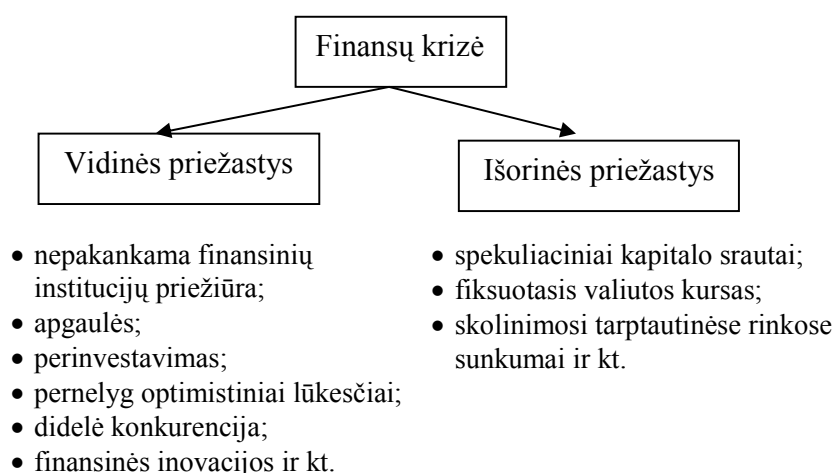 Finansų krizė
Vidinės priežastys
Išorinės priežastys
• nepakankama finansinių
institucijų priežiūra;
• apgaulės;
• perinvestavimas;
• pernelyg optimistiniai lūkesčiai;
• didelė konkurencija;
• finansinės inovacijos ir kt.
• spekuliaciniai kapitalo srautai;
• fiksuotasis valiutos kursas;
• skolinimosi tarptautinėse rinkose
sunkumai ir kt.